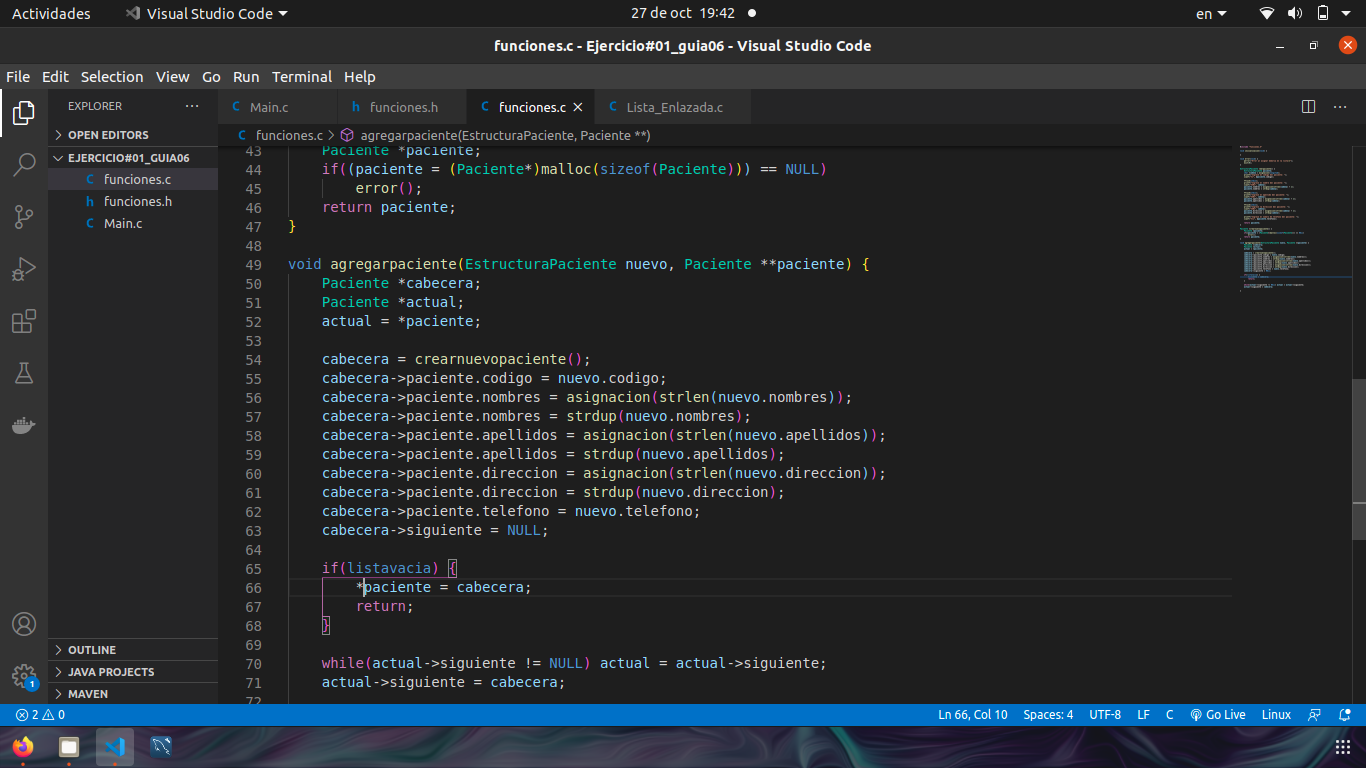 Actividades Visual Studio Code 27 de oct 19:42 en
funciones.c - Ejercicio#01_guia06 - Visual Studio Code
File Edit Selection View Go Run Terminal Help
EXPLORER ···
OPEN EDITORS
EJERCICIO#01_GUIA06
C funciones.c
h funciones.h
C Main.c
OUTLINE
JAVA PROJECTS
MAVEN
1
C Main.c h funciones.h C funciones.c × C Lista_Enlazada.c ···
C funciones.c > agregarpaciente(EstructuraPaciente, Paciente **)
43 Paciente *paciente;
44 if((paciente = (Paciente*)malloc(sizeof(Paciente))) == NULL)
45 error();
46 return paciente;
47 }
48
49 void agregarpaciente(EstructuraPaciente nuevo, Paciente **paciente) {
50 Paciente *cabecera;
51 Paciente *actual;
52 actual = *paciente;
53
54 cabecera = crearnuevopaciente();
55 cabecera->paciente.codigo = nuevo.codigo;
56 cabecera->paciente.nombres = asignacion(strlen(nuevo.nombres));
57 cabecera->paciente.nombres = strdup(nuevo.nombres);
58 cabecera->paciente.apellidos = asignacion(strlen(nuevo.apellidos));
59 cabecera->paciente.apellidos = strdup(nuevo.apellidos);
60 cabecera->paciente.direccion = asignacion(strlen(nuevo.direccion));
61 cabecera->paciente.direccion = strdup(nuevo.direccion);
62 cabecera->paciente.telefono = nuevo.telefono;
63 cabecera->siguiente = NULL;
64
65 if(listavacia) {
66 *paciente = cabecera;
67 return;
68 }
69
70 while(actual->siguiente != NULL) actual = actual->siguiente;
71 actual->siguiente = cabecera;
72
2 0 Ln 66, Col 10 Spaces: 4 UTF-8 LF C Go Live Linux